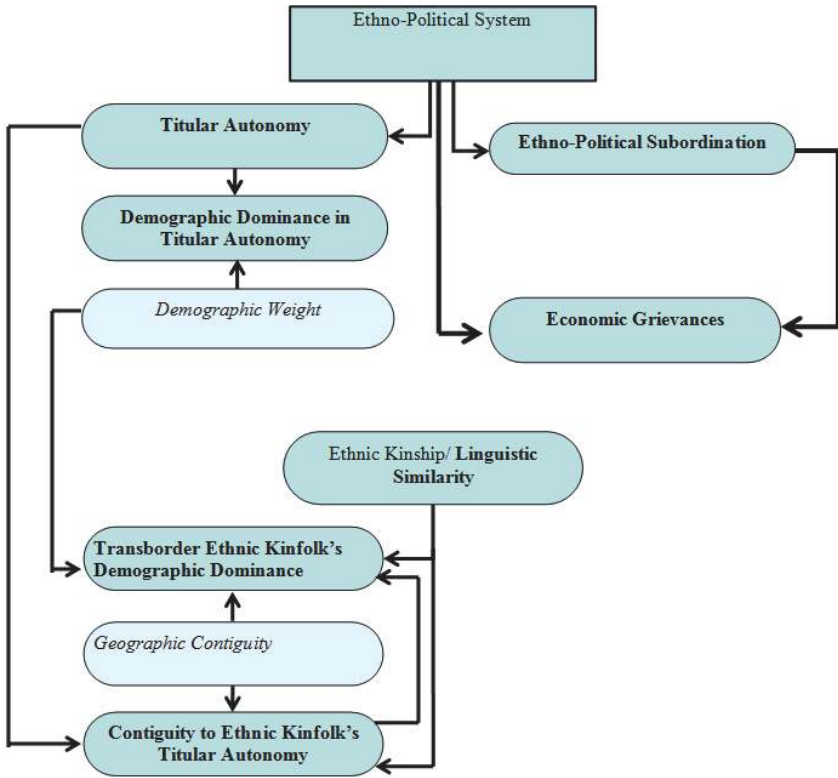 Ethno-Political System
Titular Autonomy
Ethno-Political Subordination
Demographic Dominance in
Titular Autonomy
Demographic Weight
Economic Grievances
Ethnic Kinship/ Linguistic
Similarity
Transborder Ethnic Kinfolk’s
Demographic Dominance
Geographic Contiguity
Contiguity to Ethnic Kinfolk’s
Titular Autonomy